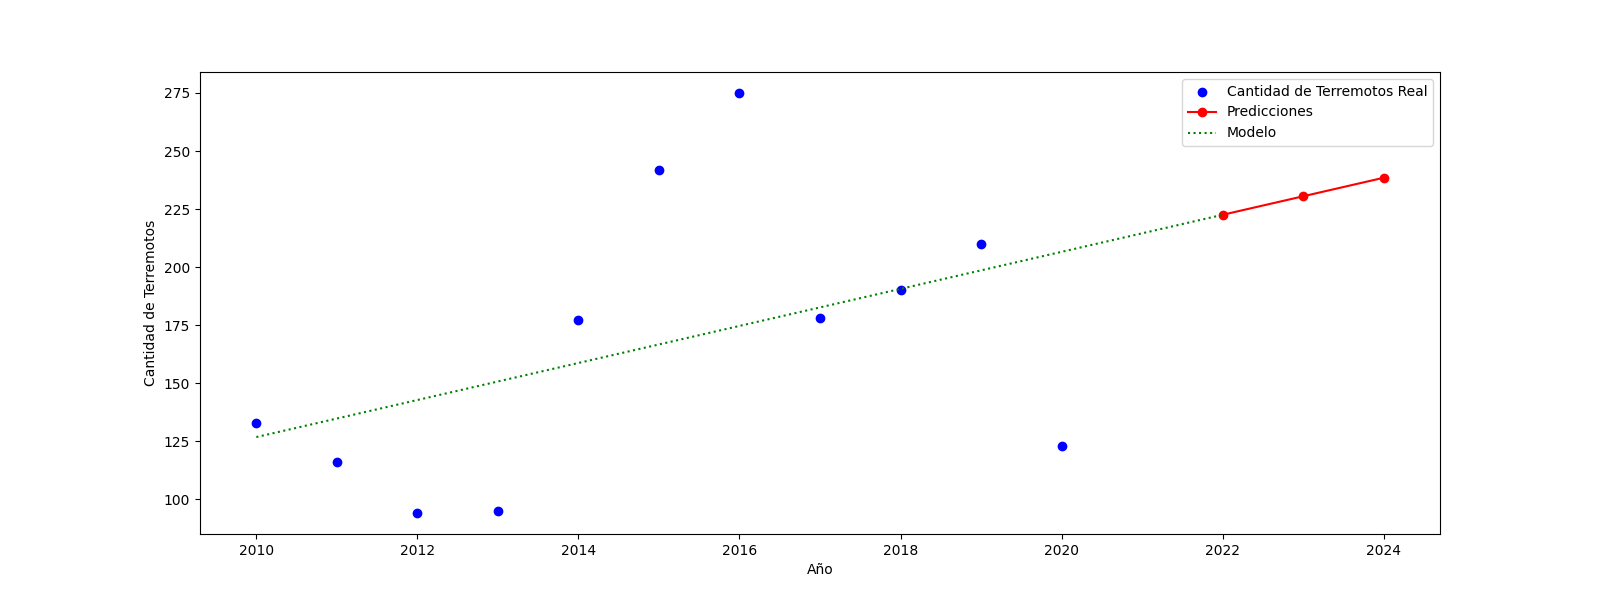 Cantidad de Terremotos Real
Predicciones
Modelo
275
250
225
200
175
150
125
100
Cantidad de Terremotos
2010 2012 2014 2016 2018 2020 2022 2024
Año